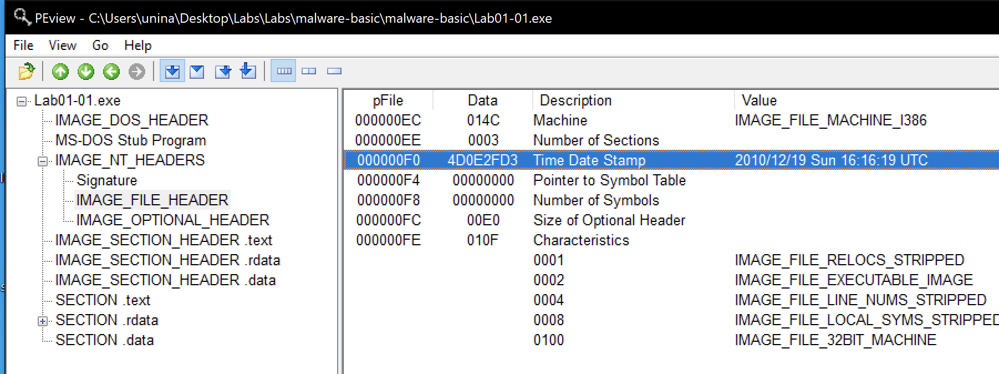 PEview - C:\Users\unina\Desktop\Labs\Labs\malware-basic\malware-basic\Lab01-01.exe
File View Go Help
Lab01-01.exe
IMAGE_DOS_HEADER
MS-DOS Stub Program
IMAGE_NT_HEADERS
Signature
IMAGE_FILE_HEADER
IMAGE_OPTIONAL_HEADER
IMAGE_SECTION_HEADER .text
IMAGE_SECTION_HEADER .rdata
IMAGE_SECTION_HEADER .data
SECTION .text
SECTION .rdata
SECTION .data
pFile Data Description Value
000000EC 014C Machine IMAGE_FILE_MACHINE_I386
000000EE 0003 Number of Sections
000000F0 4D0E2FD3 Time Date Stamp 2010/12/19 Sun 16:16:19 UTC
000000F4 00000000 Pointer to Symbol Table
000000F8 00000000 Number of Symbols
000000FC 00E0 Size of Optional Header
000000FE 010F Characteristics
0001 IMAGE_FILE_RELOCS_STRIPPED
0002 IMAGE_FILE_EXECUTABLE_IMAGE
0004 IMAGE_FILE_LINE_NUMS_STRIPPED
0008 IMAGE_FILE_LOCAL_SYMS_STRIPPED
0100 IMAGE_FILE_32BIT_MACHINE